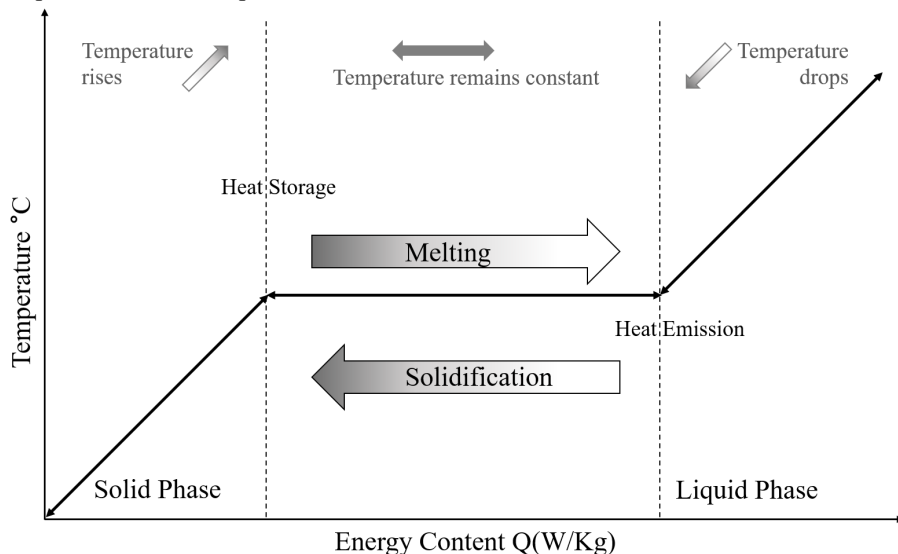 Temperature
rises
Temperature remains constant
Temperature
drops
Heat Storage
Melting
Heat Emission
Solidification
Solid Phase
Liquid Phase
Temperature °C
Energy Content Q(W/Kg)